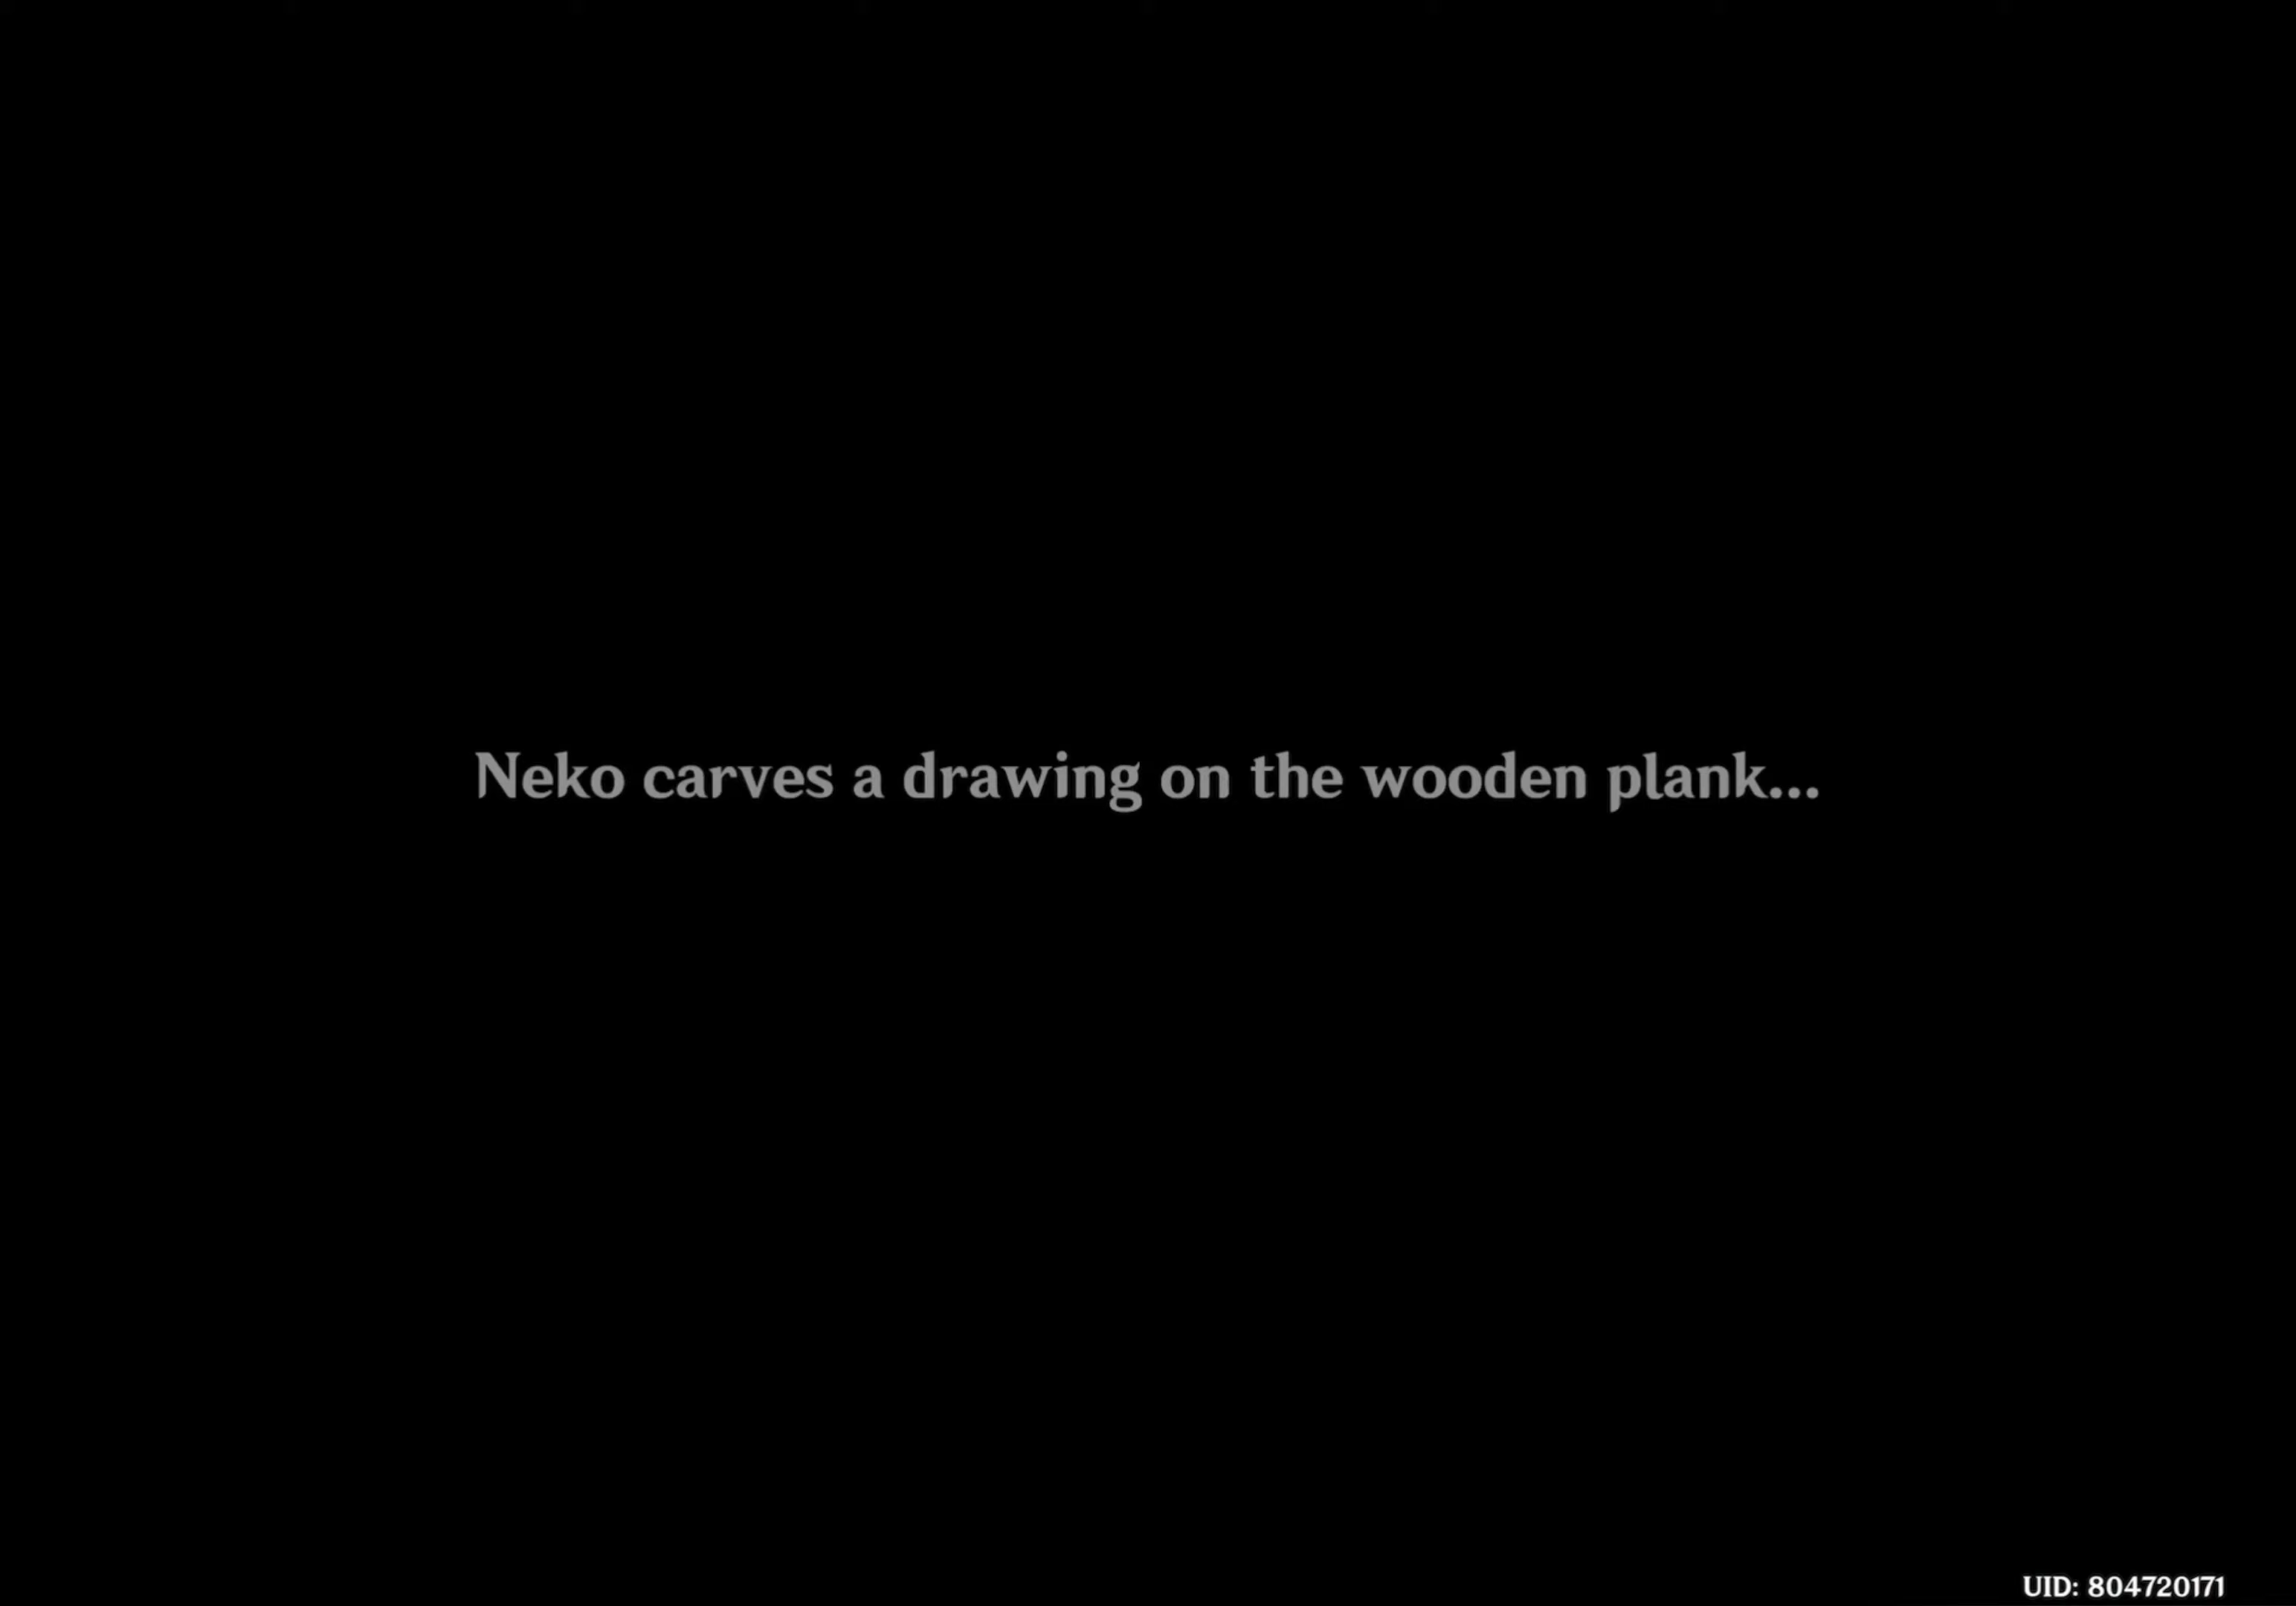 Neko carves a drawing on the wooden plank...
UID: 804720171